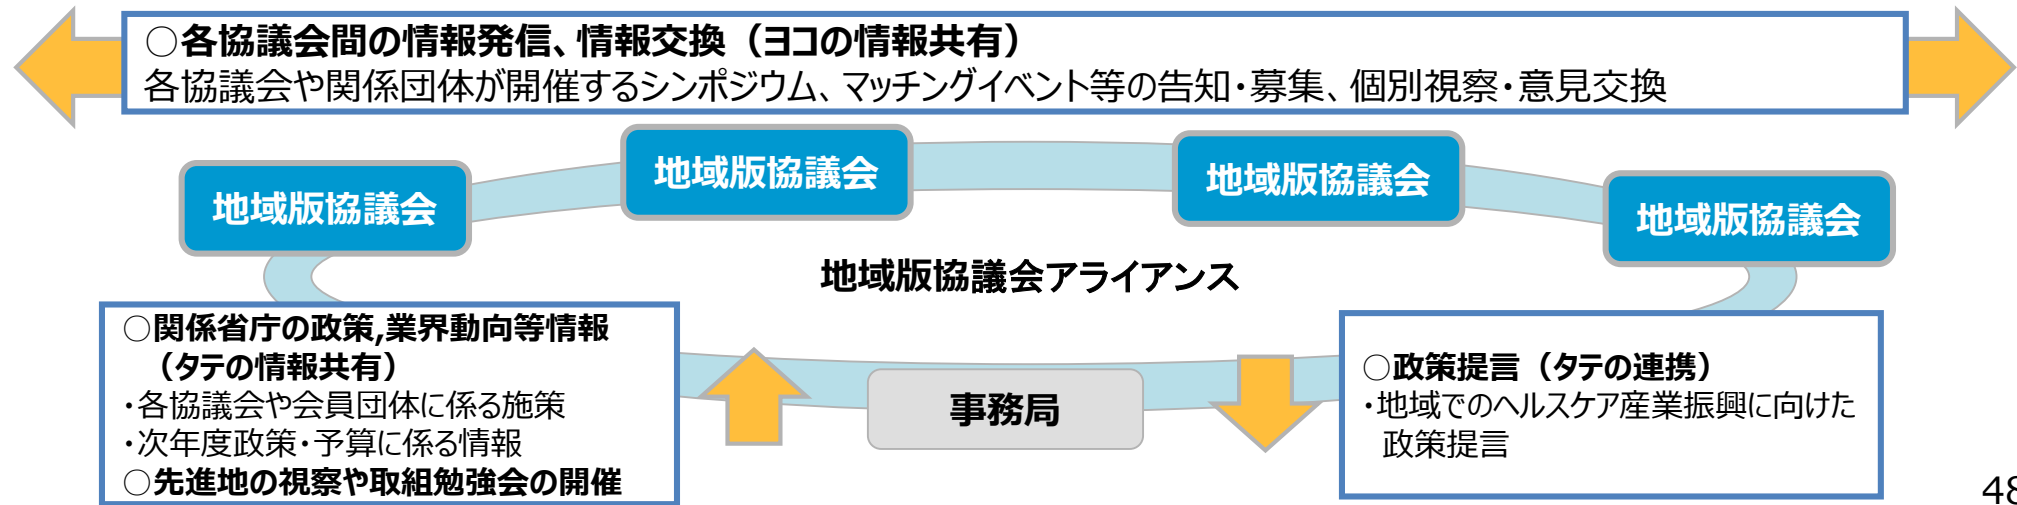 ○各協議会間の情報発信、情報交換（ヨコの情報共有）
各協議会や関係団体が開催するシンポジウム、マッチングイベント等の告知・募集、個別視察・意見交換
地域版協議会
地域版協議会
地域版協議会
地域版協議会
地域版協議会アライアンス
○関係省庁の政策,業界動向等情報
（タテの情報共有）
・各協議会や会員団体に係る施策
・次年度政策・予算に係る情報
○先進地の視察や取組勉強会の開催
事務局
○政策提言（タテの連携）
・地域でのヘルスケア産業振興に向けた
政策提言
48